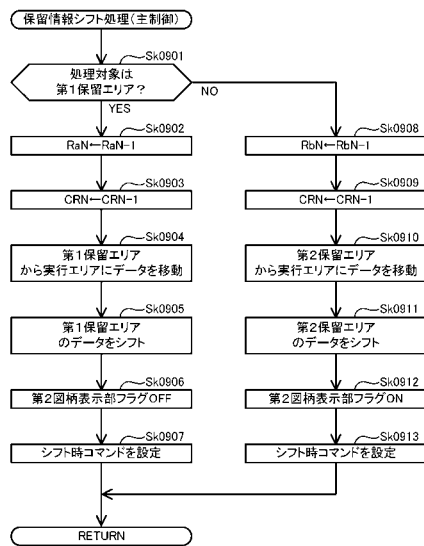 保留情報シフト処理(主制御)
Sk0901
処理対象は
第1保留エリア?
NO
YES
Sk0902
RaN←RaN-1
Sk0903
CRN←CRN-1
Sk0904
第1保留エリア
から実行エリアにデータを移動
Sk0905
第1保留エリア
のデータをシフト
Sk0906
第2図柄表示部フラグOFF
Sk0907
シフト時コマンドを設定
Sk0908
RbN←RbN-1
Sk0909
CRN←CRN-1
Sk0910
第2保留エリア
から実行エリアにデータを移動
Sk0911
第2保留エリア
のデータをシフト
Sk0912
第2図柄表示部フラグON
Sk0913
シフト時コマンドを設定
RETURN